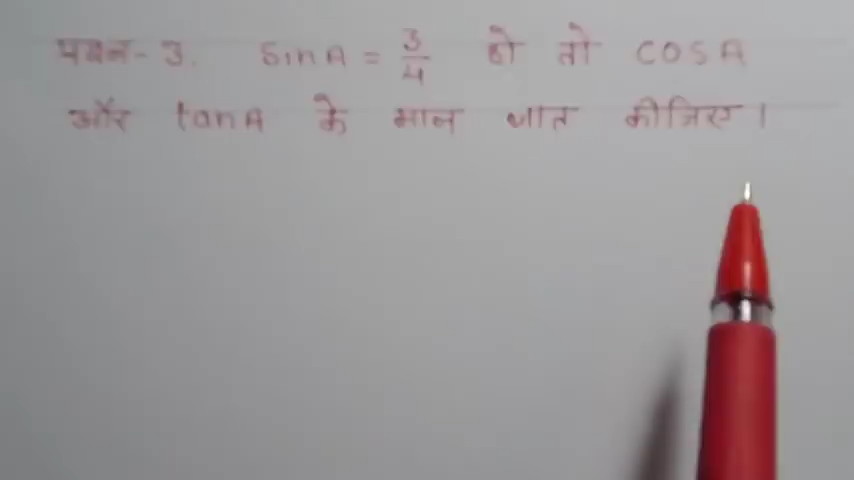 प्रश्न-3. sinA = 3/4 हो तो COSA
और tanA के मान ज्ञात कीजिए।